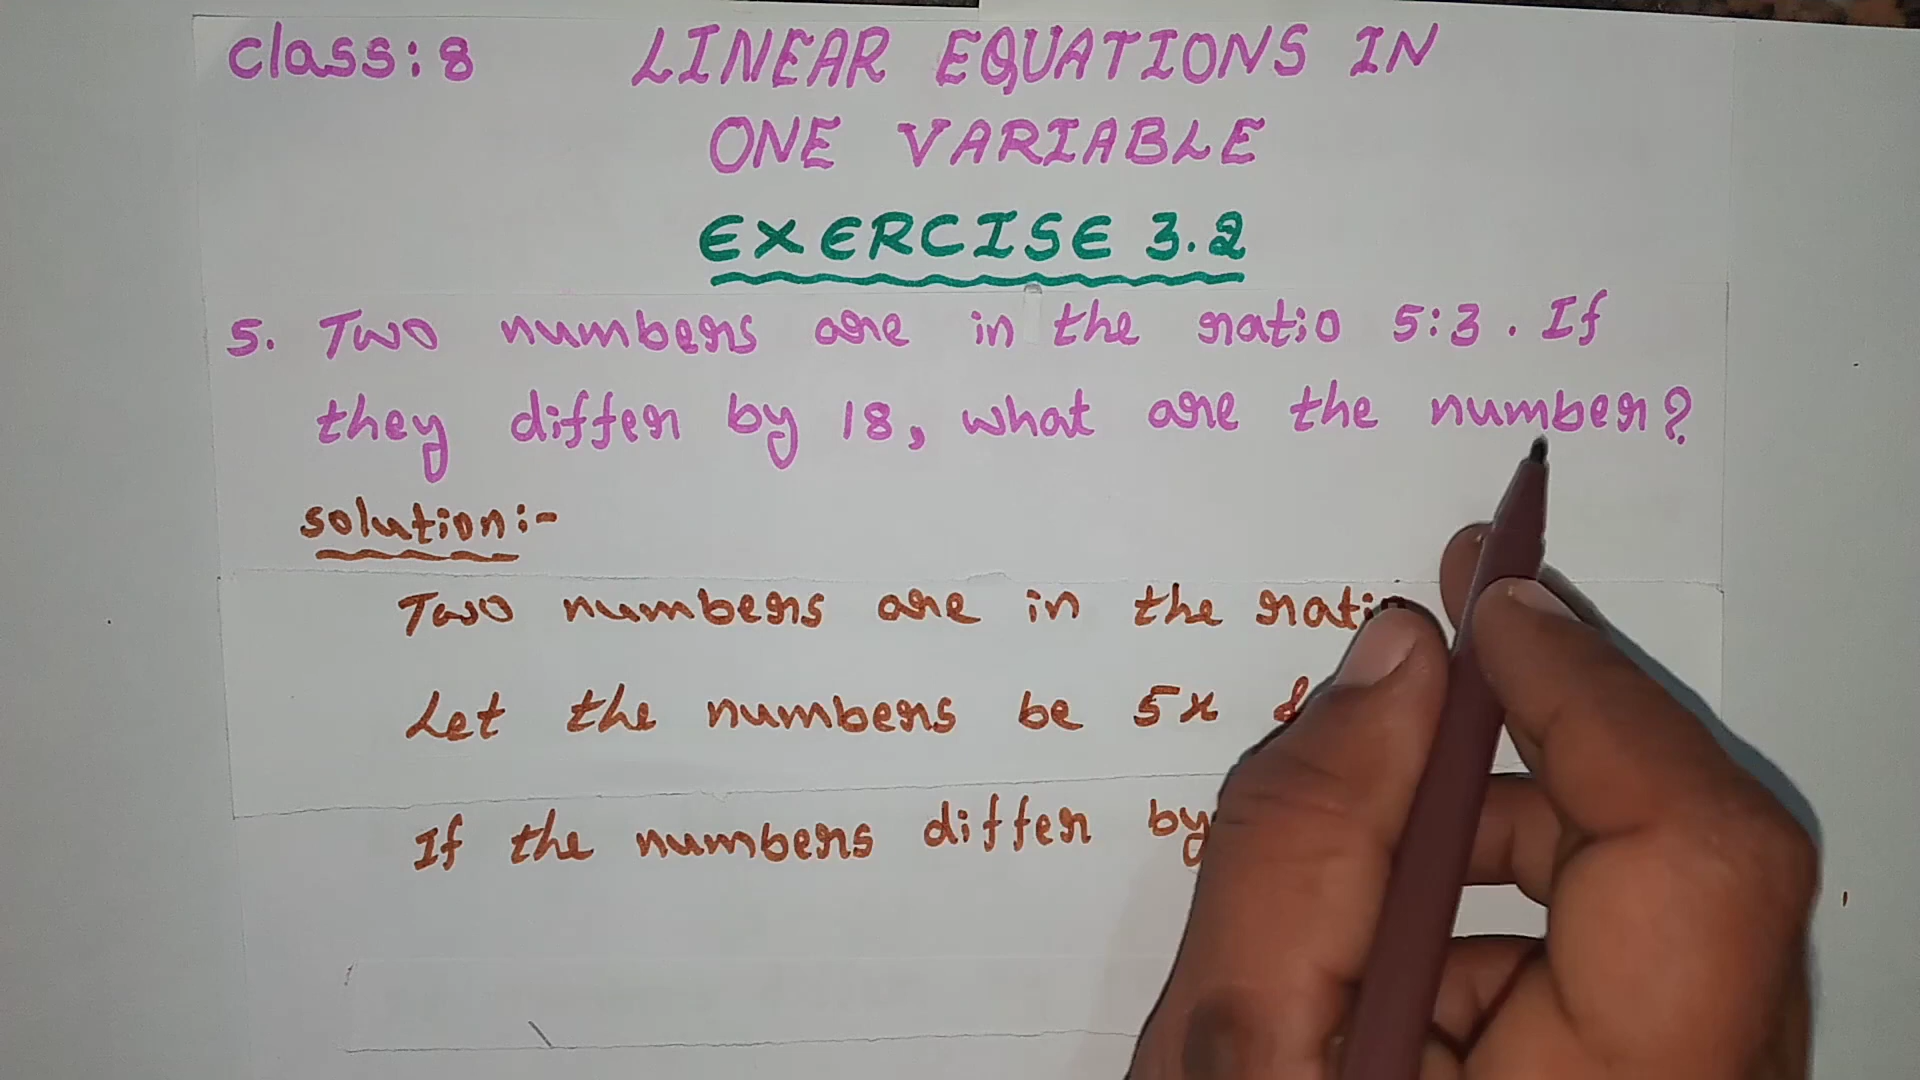 class: 8 LINEAR EQUATIONS IN
ONE VARIABLE
EXERCISE 3.2
5. Two numbers are in the ratio 5:3. If
they differ by 18, what are the number?
solution:-
Two numbers are in the ratio
Let the numbers be 5x &
If the numbers differ by